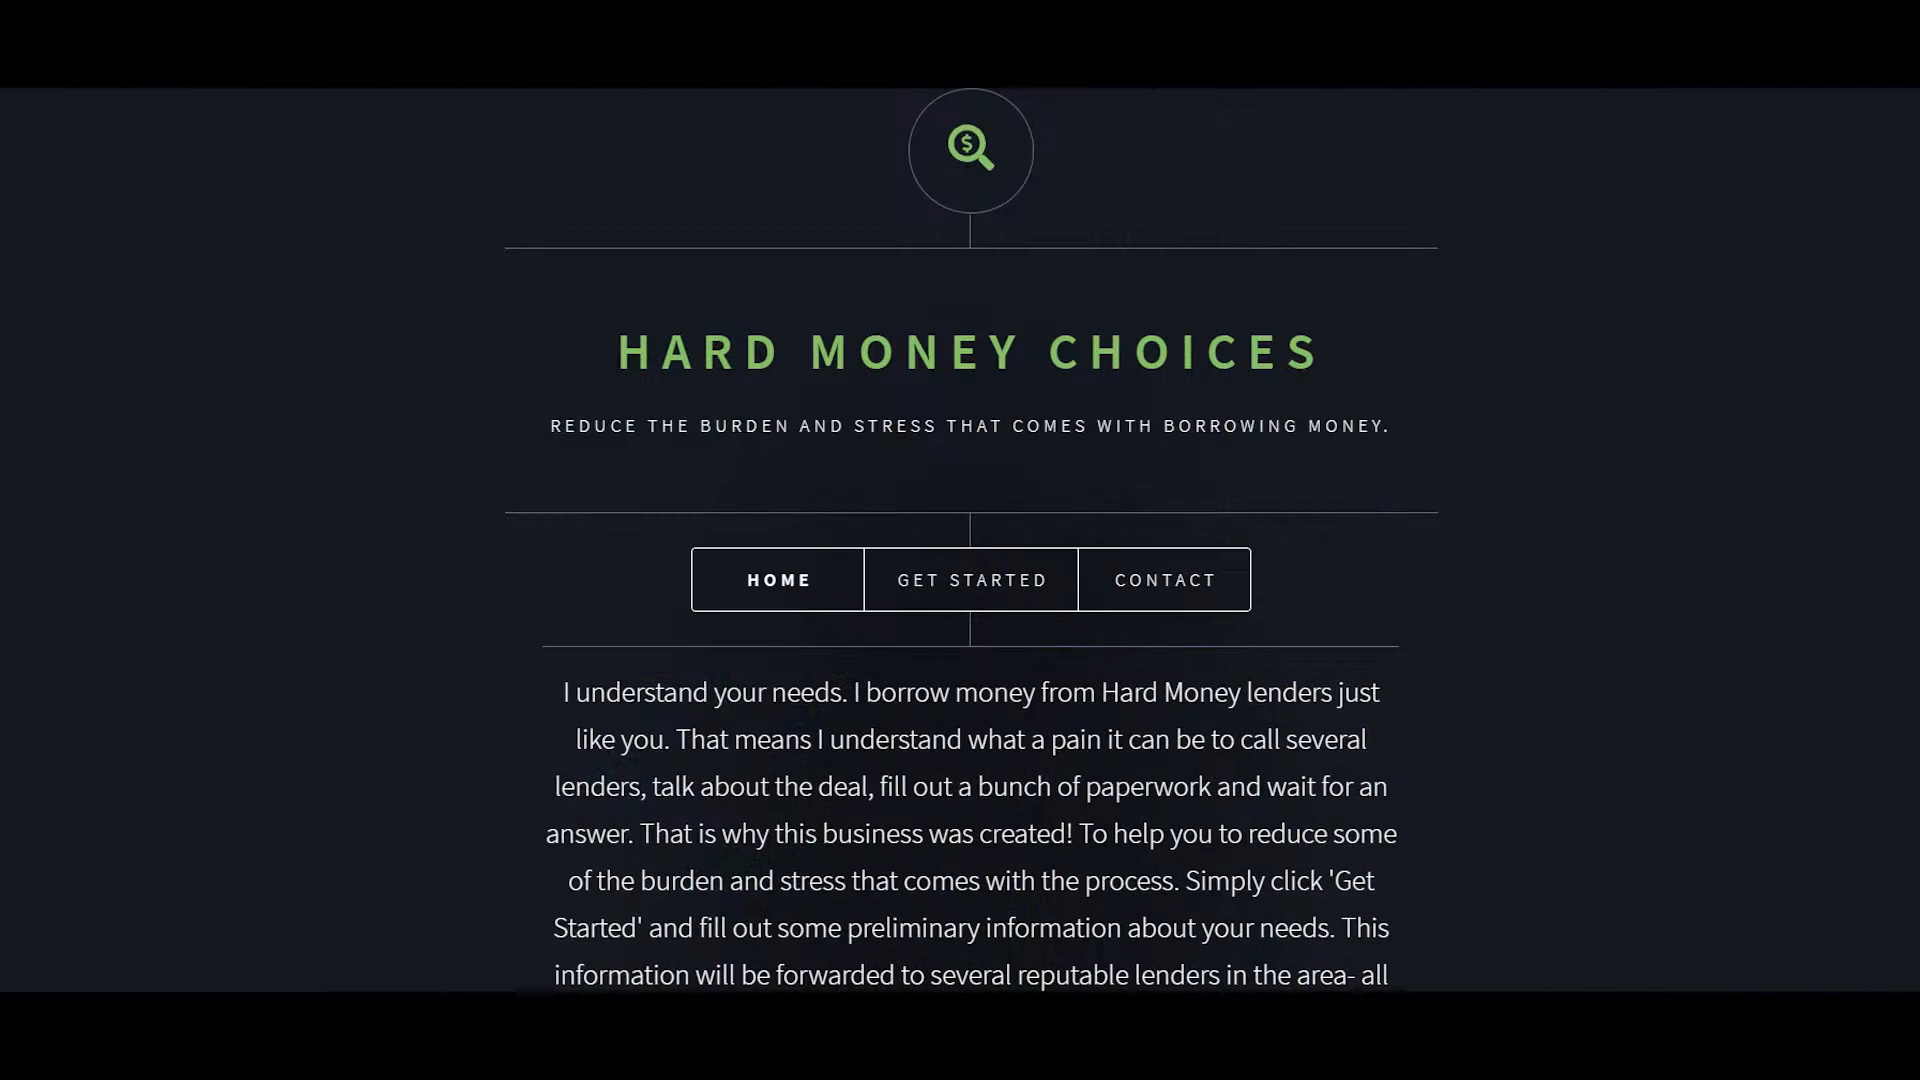 $
HARD MONEY CHOICES
REDUCE THE BURDEN AND STRESS THAT COMES WITH BORROWING MONEY.
HOME GET STARTED CONTACT
I understand your needs. I borrow money from Hard Money lenders just
like you. That means I understand what a pain it can be to call several
lenders, talk about the deal, fill out a bunch of paperwork and wait for an
answer. That is why this business was created! To help you to reduce some
of the burden and stress that comes with the process. Simply click 'Get
Started' and fill out some preliminary information about your needs. This
information will be forwarded to several reputable lenders in the area- all